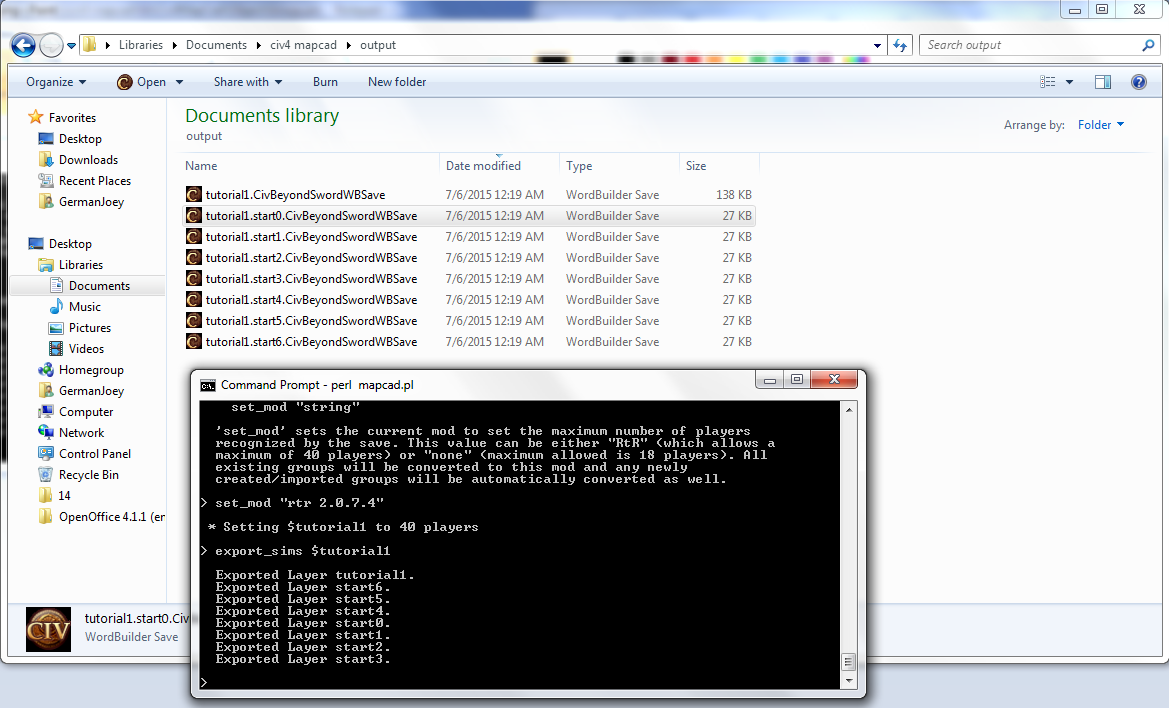 Libraries Documents civ4 mapcad output
Search output
Organize Open Share with Burn New folder
Favorites
Desktop
Downloads
Recent Places
GermanJoey
Desktop
Libraries
Documents
Music
Pictures
Videos
Homegroup
GermanJoey
Computer
Network
Control Panel
Recycle Bin
14
OpenOffice 4.1.1 (en
Documents library
output
Arrange by: Folder
Name Date modified Type Size
tutorial1.CivBeyondSwordWBSave 7/6/2015 12:19 AM WordBuilder Save 138 KB
tutorial1.start0.CivBeyondSwordWBSave 7/6/2015 12:19 AM WordBuilder Save 27 KB
tutorial1.start1.CivBeyondSwordWBSave 7/6/2015 12:19 AM WordBuilder Save 27 KB
tutorial1.start2.CivBeyondSwordWBSave 7/6/2015 12:19 AM WordBuilder Save 27 KB
tutorial1.start3.CivBeyondSwordWBSave 7/6/2015 12:19 AM WordBuilder Save 27 KB
tutorial1.start4.CivBeyondSwordWBSave 7/6/2015 12:19 AM WordBuilder Save 27 KB
tutorial1.start5.CivBeyondSwordWBSave 7/6/2015 12:19 AM WordBuilder Save 27 KB
tutorial1.start6.CivBeyondSwordWBSave 7/6/2015 12:19 AM WordBuilder Save 27 KB
Command Prompt - perl mapcad.pl
set_mod "string"
'set_mod' sets the current mod to set the maximum number of players
recognized by the save. This value can be either "RtR" (which allows a
maximum of 40 players) or "none" (maximum allowed is 18 players). All
existing groups will be converted to this mod and any newly
created/imported groups will be automatically converted as well.
> set_mod "rtr 2.0.7.4"
* Setting $tutorial1 to 40 players
> export_sims $tutorial1
Exported Layer tutorial1.
Exported Layer start6.
Exported Layer start5.
Exported Layer start4.
Exported Layer start0.
Exported Layer start1.
Exported Layer start2.
Exported Layer start3.
>
CIV
tutorial1.start0.Civ
WordBuilder Save